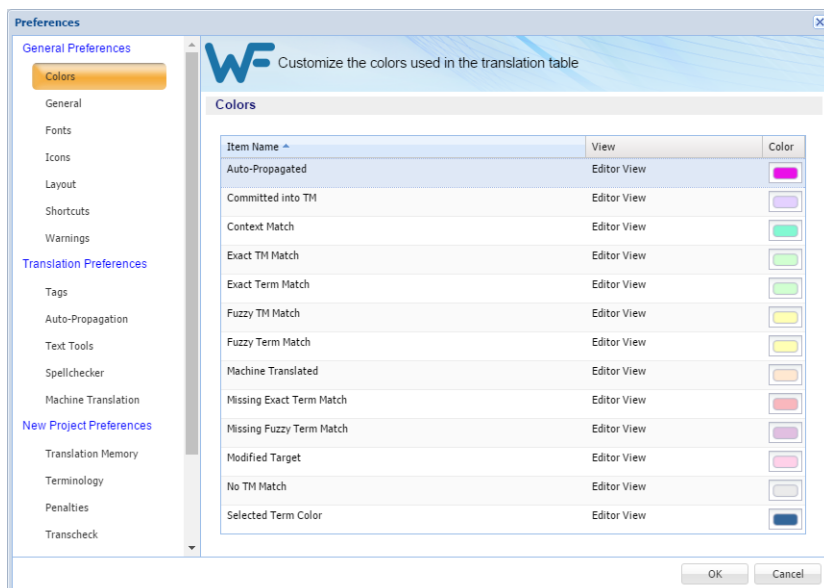 Preferences
General Preferences
Colors
General
Fonts
Icons
Layout
Shortcuts
Warnings
Translation Preferences
Tags
Auto-Propagation
Text Tools
Spellchecker
Machine Translation
New Project Preferences
Translation Memory
Terminology
Penalties
Transcheck
WF Customize the colors used in the translation table
Colors
Item Name View Color
Auto-Propagated Editor View
Committed into TM Editor View
Context Match Editor View
Exact TM Match Editor View
Exact Term Match Editor View
Fuzzy TM Match Editor View
Fuzzy Term Match Editor View
Machine Translated Editor View
Missing Exact Term Match Editor View
Missing Fuzzy Term Match Editor View
Modified Target Editor View
No TM Match Editor View
Selected Term Color Editor View
OK Cancel